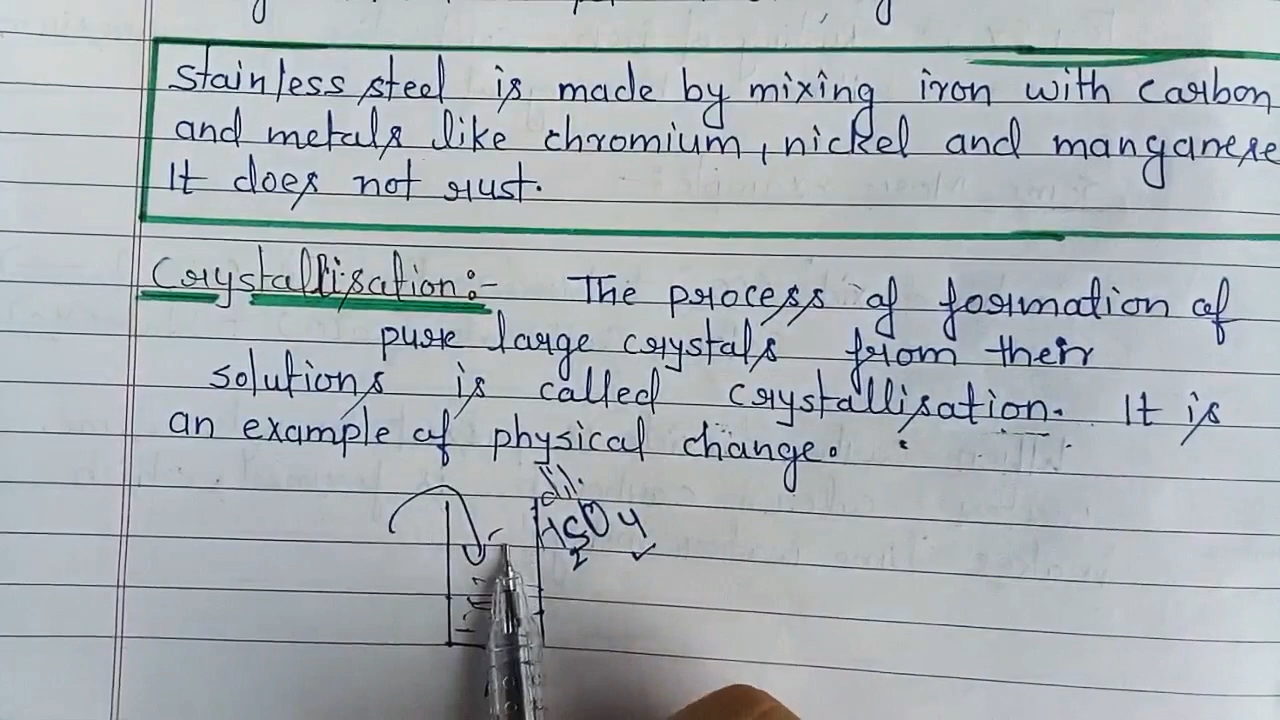 Stainless steel is made by mixing iron with carbon
and metals like chromium, nickel and manganese
It does not rust.
Crystallisation:- The process of formation of
pure large crystals from their
solutions is called crystallisation. It is
an example of physical change.
dil.
H2SO4